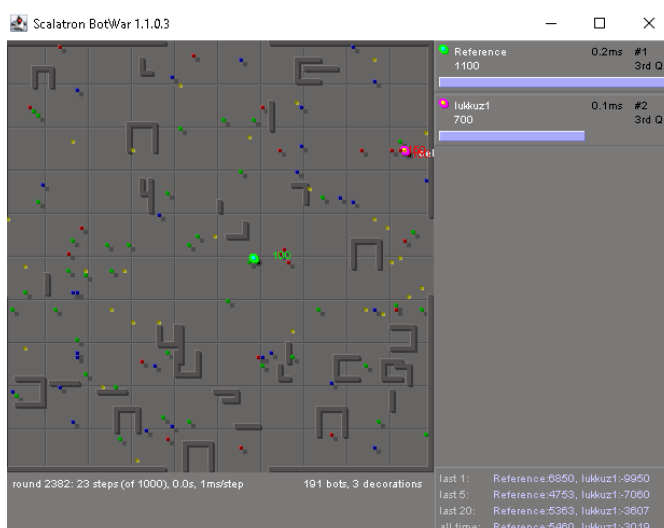 Scalatron BotWar 1.1.0.3
Reference 0.2ms #1
1100 3rd Q
lukkuz1 0.1ms #2
700 3rd Q
100
round 2382: 23 steps (of 1000), 0.0s, 1ms/step 191 bots, 3 decorations
last 1: Reference:6850, lukkuz1:-9950
last 5: Reference:4753, lukkuz1:-7060
last 20: Reference:5363, lukkuz1:-3607
all time: Reference:5460, lukkuz1:-3019